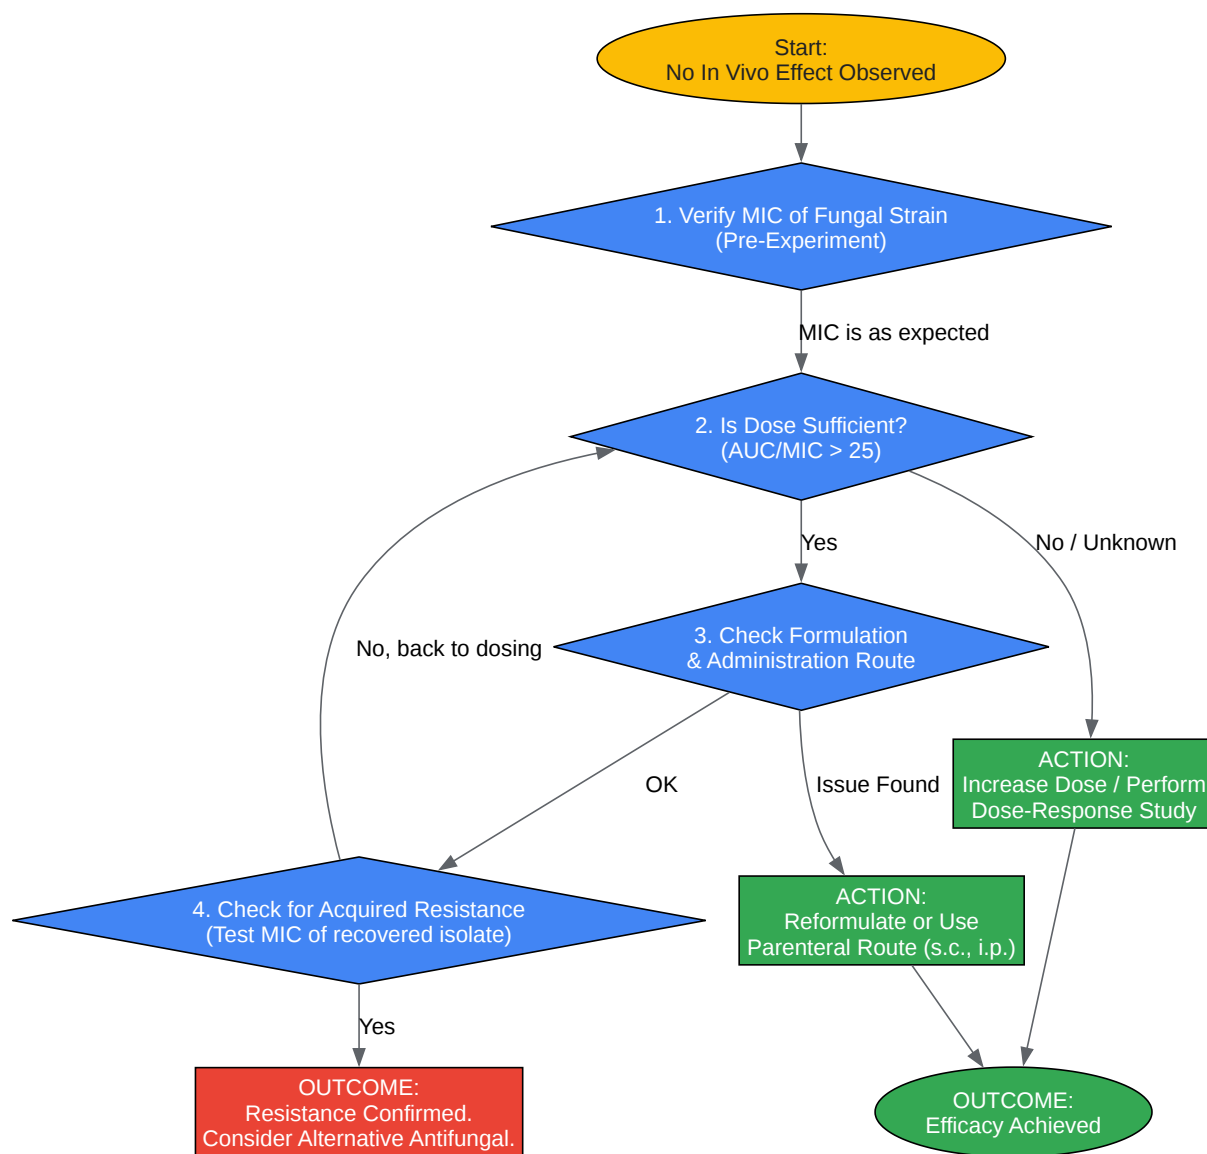 Start:
No In Vivo Effect Observed
1. Verify MIC of Fungal Strain
(Pre-Experiment)
MIC is as expected
2. Is Dose Sufficient?
(AUC/MIC > 25)
Yes
No / Unknown
3. Check Formulation
& Administration Route
No, back to dosing
OK
Issue Found
ACTION:
Increase Dose / Perform
Dose-Response Study
4. Check for Acquired Resistance
(Test MIC of recovered isolate)
ACTION:
Reformulate or Use
Parenteral Route (s.c., i.p.)
Yes
OUTCOME:
Resistance Confirmed.
Consider Alternative Antifungal.
OUTCOME:
Efficacy Achieved